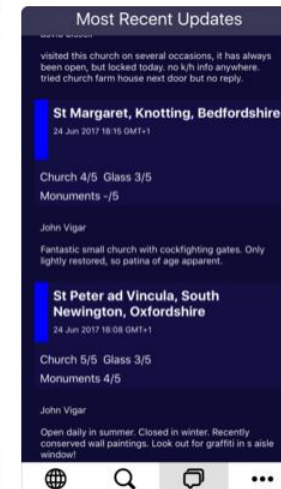 Most Recent Updates
visited this church on several occasions, it has always
been open, but locked today. no k/h info anywhere.
tried church farm house next door but no reply.
St Margaret, Knotting, Bedfordshire
24 Jun 2017 18:15 GMT+1
Church 4/5 Glass 3/5
Monuments -/5
John Vigar
Fantastic small church with cockfighting gates. Only
lightly restored, so patina of age apparent.
St Peter ad Vincula, South
Newington, Oxfordshire
24 Jun 2017 18:08 GMT+1
Church 5/5 Glass 3/5
Monuments 4/5
John Vigar
Open daily in summer. Closed in winter. Recently
conserved wall paintings. Look out for graffiti in s aisle
window!